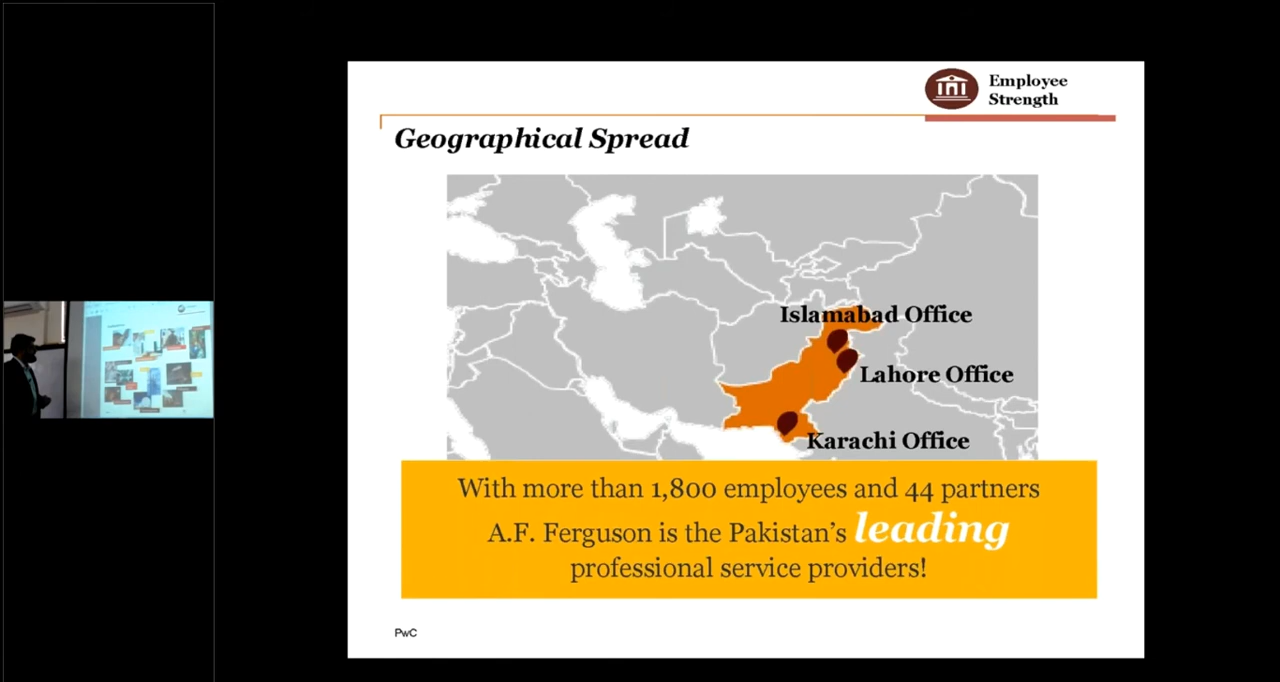 Employee
Strength
Geographical Spread
Islamabad Office
Lahore Office
Karachi Office
With more than 1,800 employees and 44 partners
A.F. Ferguson is the Pakistan's leading
professional service providers!
PwC